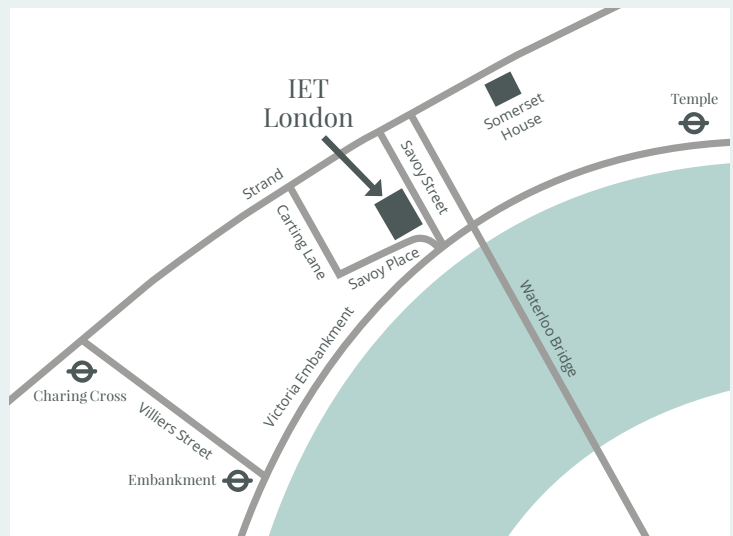 IET
London
Somerset
House
Temple
Strand
Savoy Street
Carting Lane
Savoy Place
Waterloo Bridge
Victoria Embankment
Charing Cross
Villiers Street
Embankment